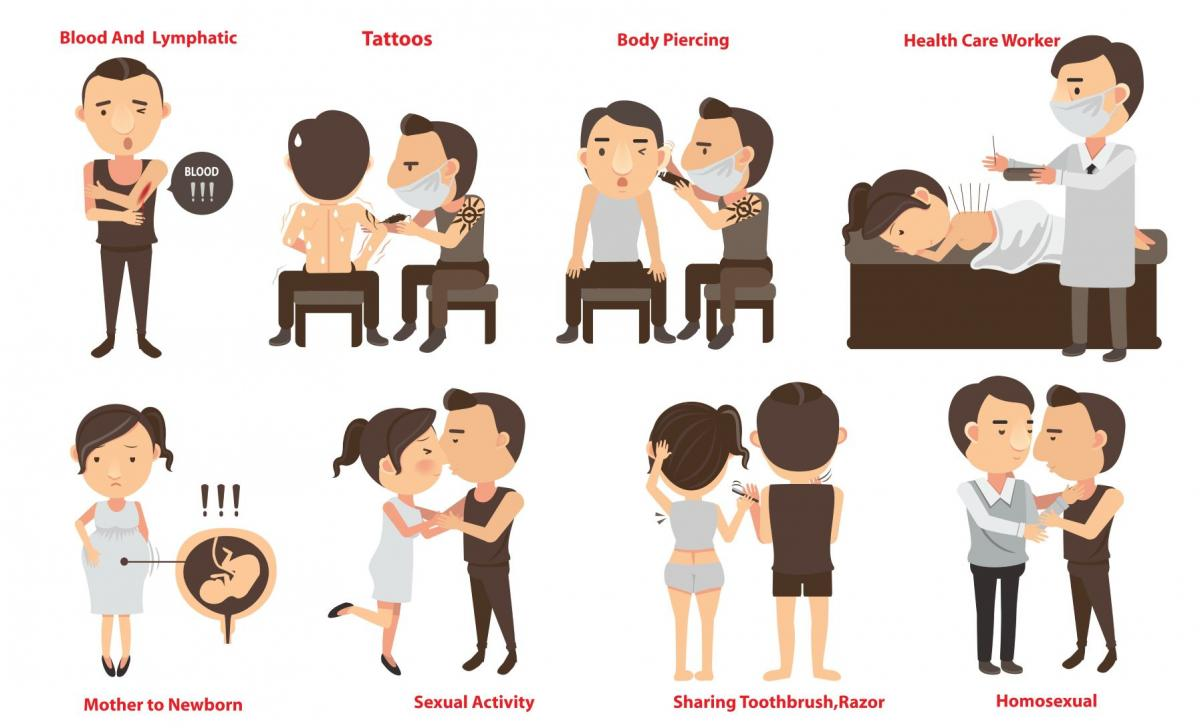 Blood And Lymphatic
Tattoos
Body Piercing
Health Care Worker
BLOOD
!!!
!!!
Mother to Newborn
Sexual Activity
Sharing Toothbrush,Razor
Homosexual